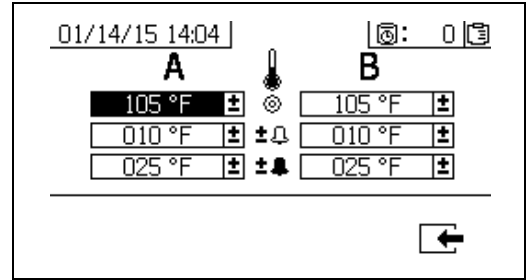 01/14/15 14:04 : 0
A B
105 °F ± 105 °F ±
010 °F ± ± 010 °F ±
025 °F ± ± 025 °F ±